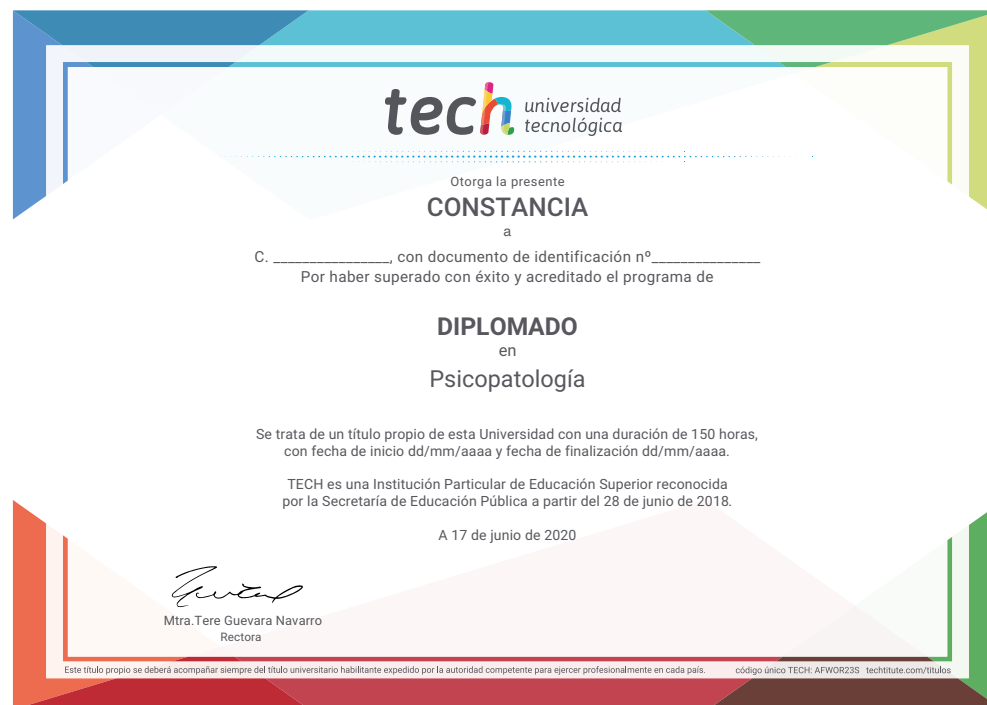 tech universidad
tecnológica
Otorga la presente
CONSTANCIA
a
C. ________________, con documento de identificación nº_______________
Por haber superado con éxito y acreditado el programa de
DIPLOMADO
en
Psicopatología
Se trata de un título propio de esta Universidad con una duración de 150 horas,
con fecha de inicio dd/mm/aaaa y fecha de finalización dd/mm/aaaa.
TECH es una Institución Particular de Educación Superior reconocida
por la Secretaría de Educación Pública a partir del 28 de junio de 2018.
A 17 de junio de 2020
Mtra.Tere Guevara Navarro
Rectora
Este título propio se deberá acompañar siempre del título universitario habilitante expedido por la autoridad competente para ejercer profesionalmente en cada país. código único TECH: AFWOR23S techtitute.com/titulos